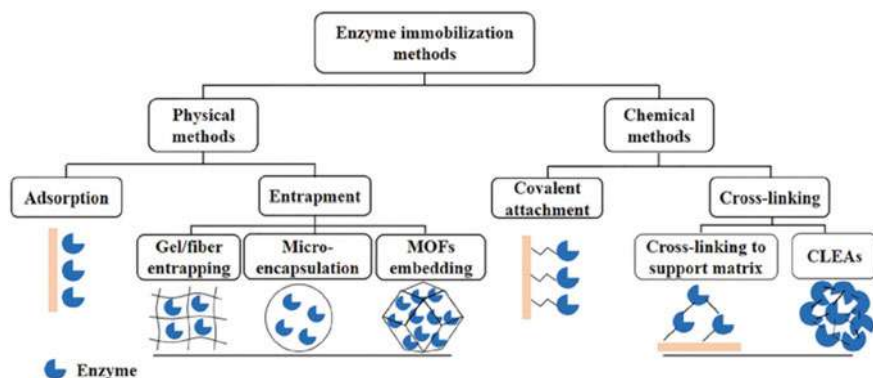 Enzyme immobilization
methods
Physical
methods
Chemical
methods
Adsorption
Entrapment
Covalent
attachment
Cross-linking
Gel/fiber
entrapping
Micro-
encapsulation
MOFs
embedding
Cross-linking to
support matrix
CLEAs
Enzyme